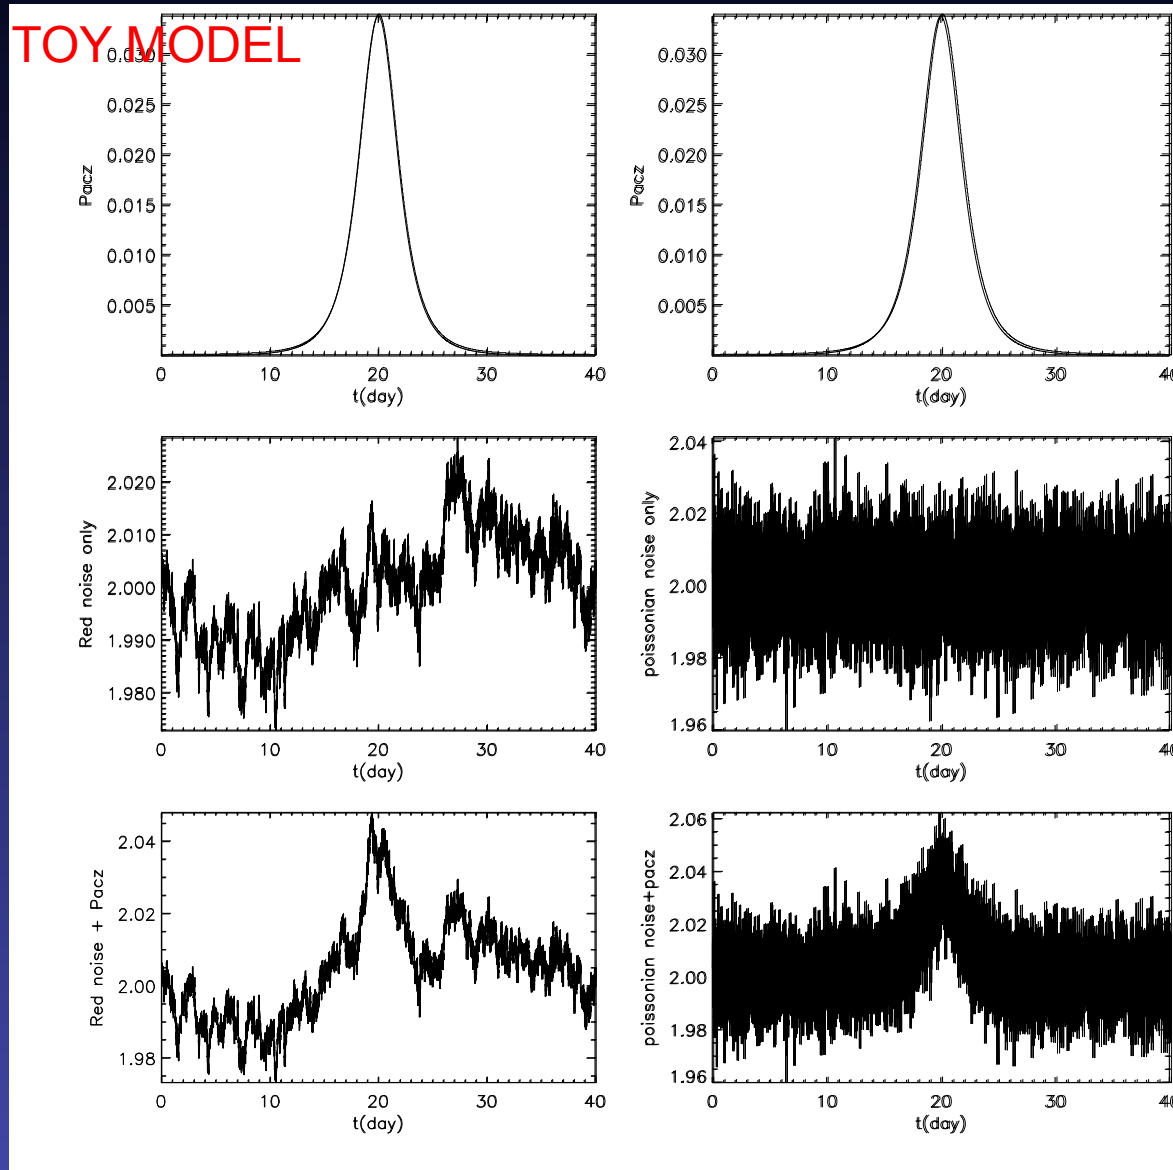 TOY MODEL
0.030
0.025
0.020
0.015
0.010
0.005
Pacz
0 10 20 30 40
t(day)
0.030
0.025
0.020
0.015
0.010
0.005
Pacz
0 10 20 30 40
t(day)
2.020
2.010
2.000
1.990
1.980
Red noise only
0 10 20 30 40
t(day)
2.04
2.02
2.00
1.98
1.96
poissonian noise only
0 10 20 30 40
t(day)
2.04
2.02
2.00
1.98
Red noise + Pacz
0 10 20 30 40
t(day)
2.06
2.04
2.02
2.00
1.98
1.96
poissonian noise+pacz
0 10 20 30 40
t(day)